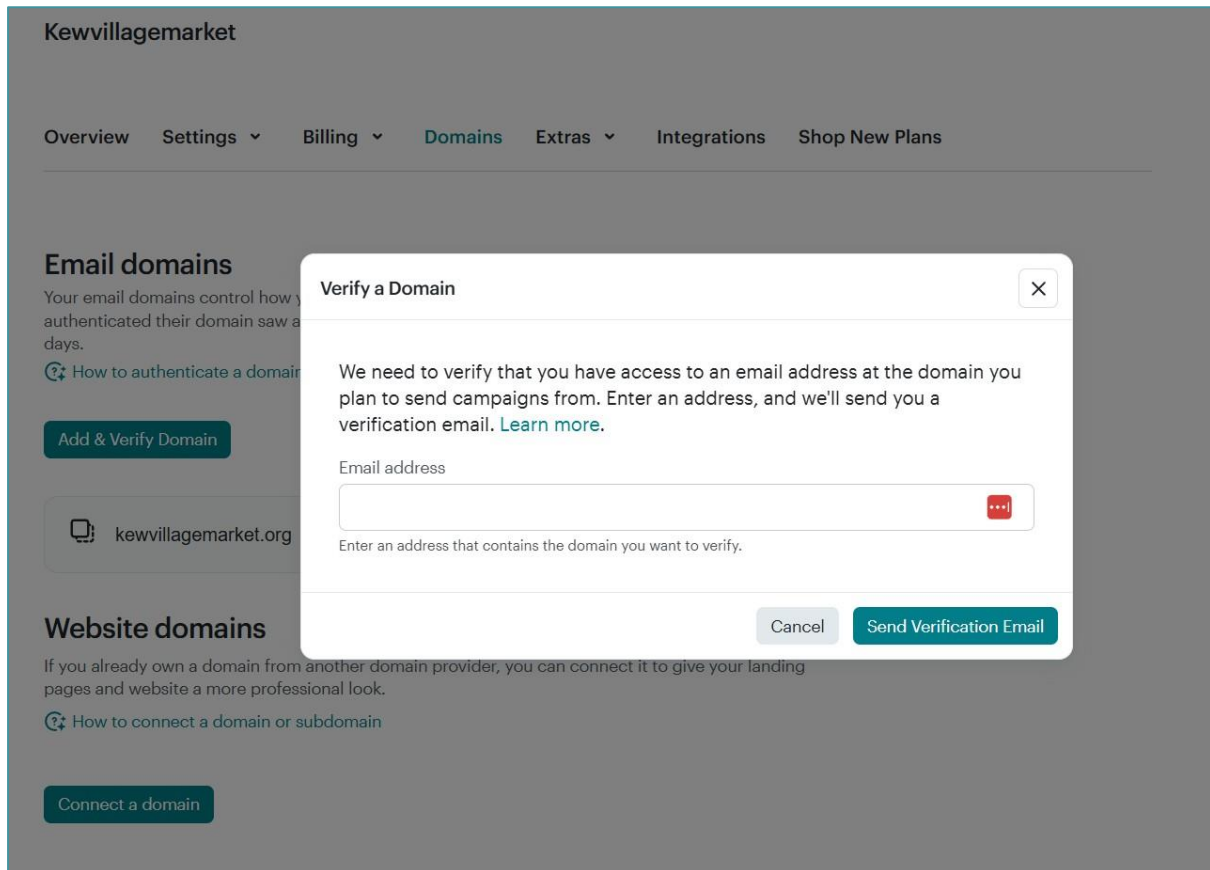 Kewvillagemarket
Overview Settings Billing Domains Extras Integrations Shop New Plans
Email domains
Your email domains control how
authenticated their domain saw a
days.
How to authenticate a domain
Add & Verify Domain
kewvillagemarket.org
Verify a Domain
We need to verify that you have access to an email address at the domain you
plan to send campaigns from. Enter an address, and we'll send you a
verification email. Learn more.
Email address
Enter an address that contains the domain you want to verify.
Cancel Send Verification Email
Website domains
If you already own a domain from another domain provider, you can connect it to give your landing
pages and website a more professional look.
How to connect a domain or subdomain
Connect a domain